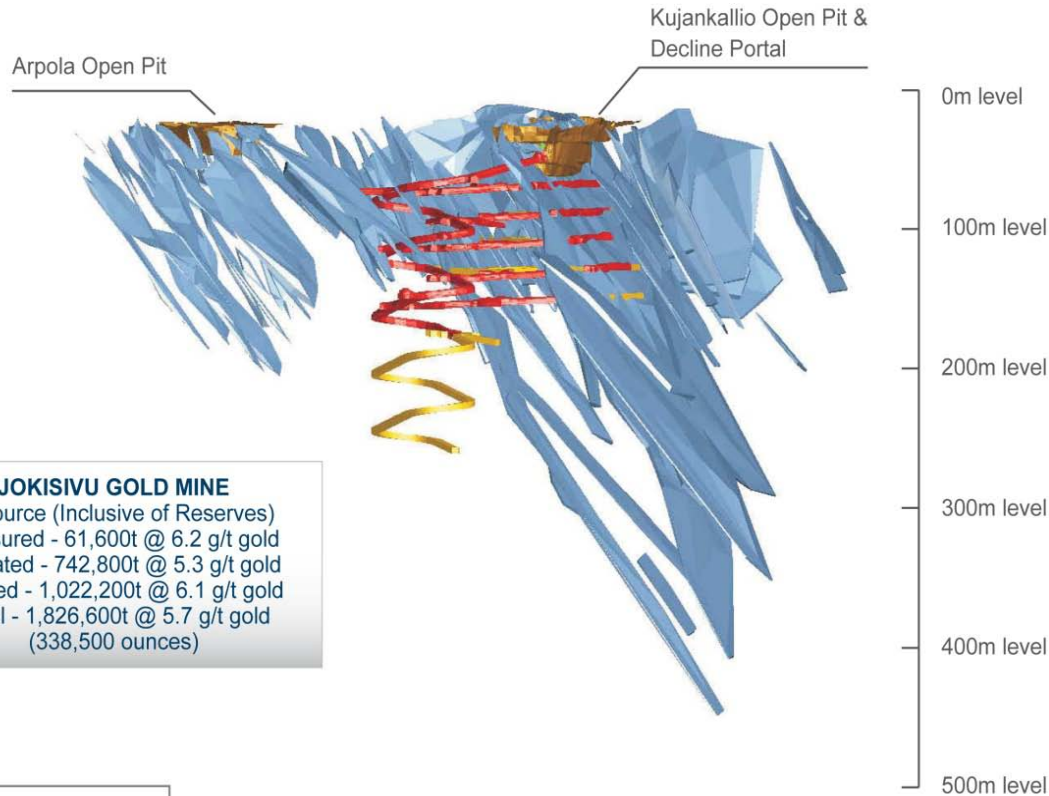 Kujankallio Open Pit &
Decline Portal
Arpola Open Pit
0m level
100m level
200m level
300m level
400m level
500m level
JOKISIVU GOLD MINE
ource (Inclusive of Reserves)
sured - 61,600t @ 6.2 g/t gold
ated - 742,800t @ 5.3 g/t gold
ed - 1,022,200t @ 6.1 g/t gold
l - 1,826,600t @ 5.7 g/t gold
(338,500 ounces)